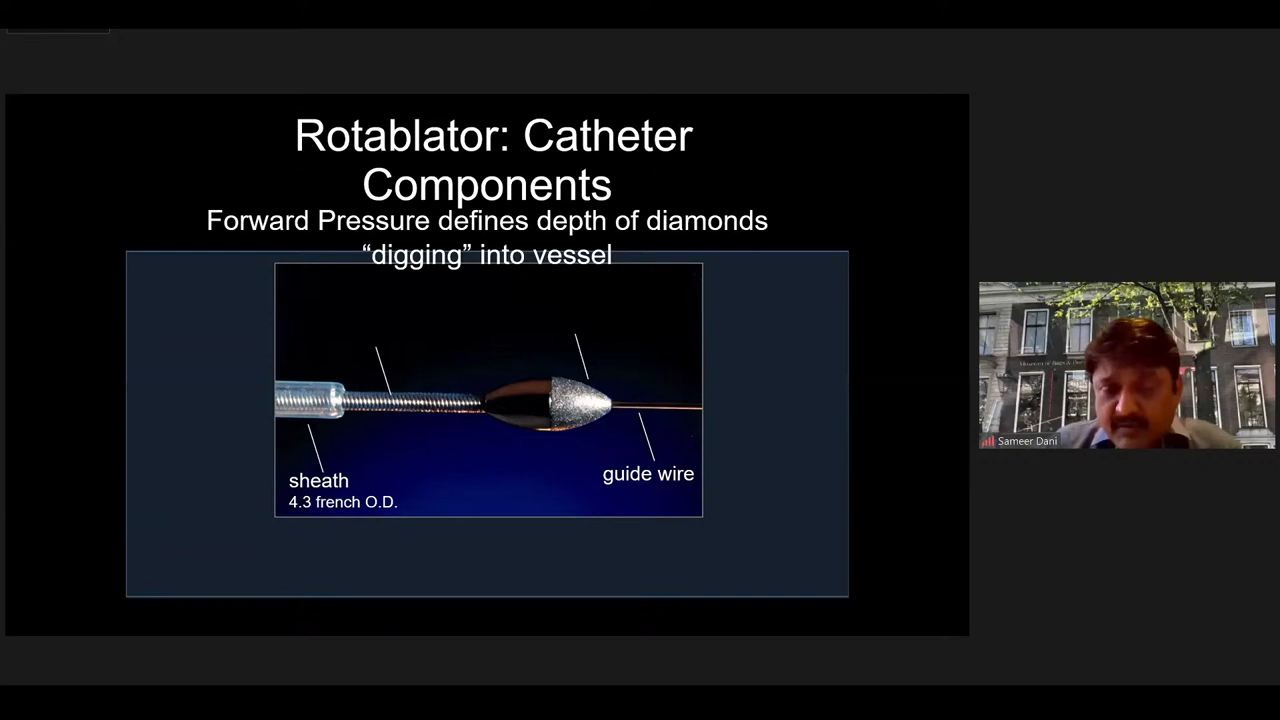 Rotablator: Catheter
Components
Forward Pressure defines depth of diamonds
“digging” into vessel
sheath
4.3 french O.D.
guide wire
Sameer Dani